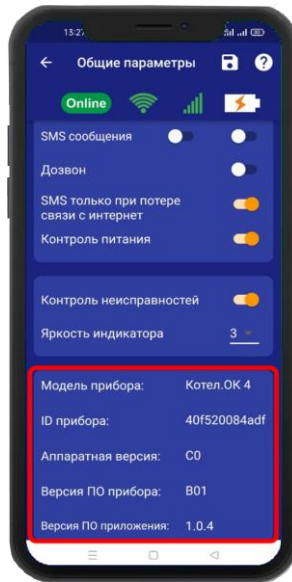 13:27
Общие параметры
Online
SMS сообщения
Дозвон
SMS только при потере
связи с интернет
Контроль питания
Контроль неисправностей
Яркость индикатора 3
Модель прибора: Котел.ОК 4
ID прибора: 40f520084adf
Аппаратная версия: C0
Версия ПО прибора: B01
Версия ПО приложения: 1.0.4